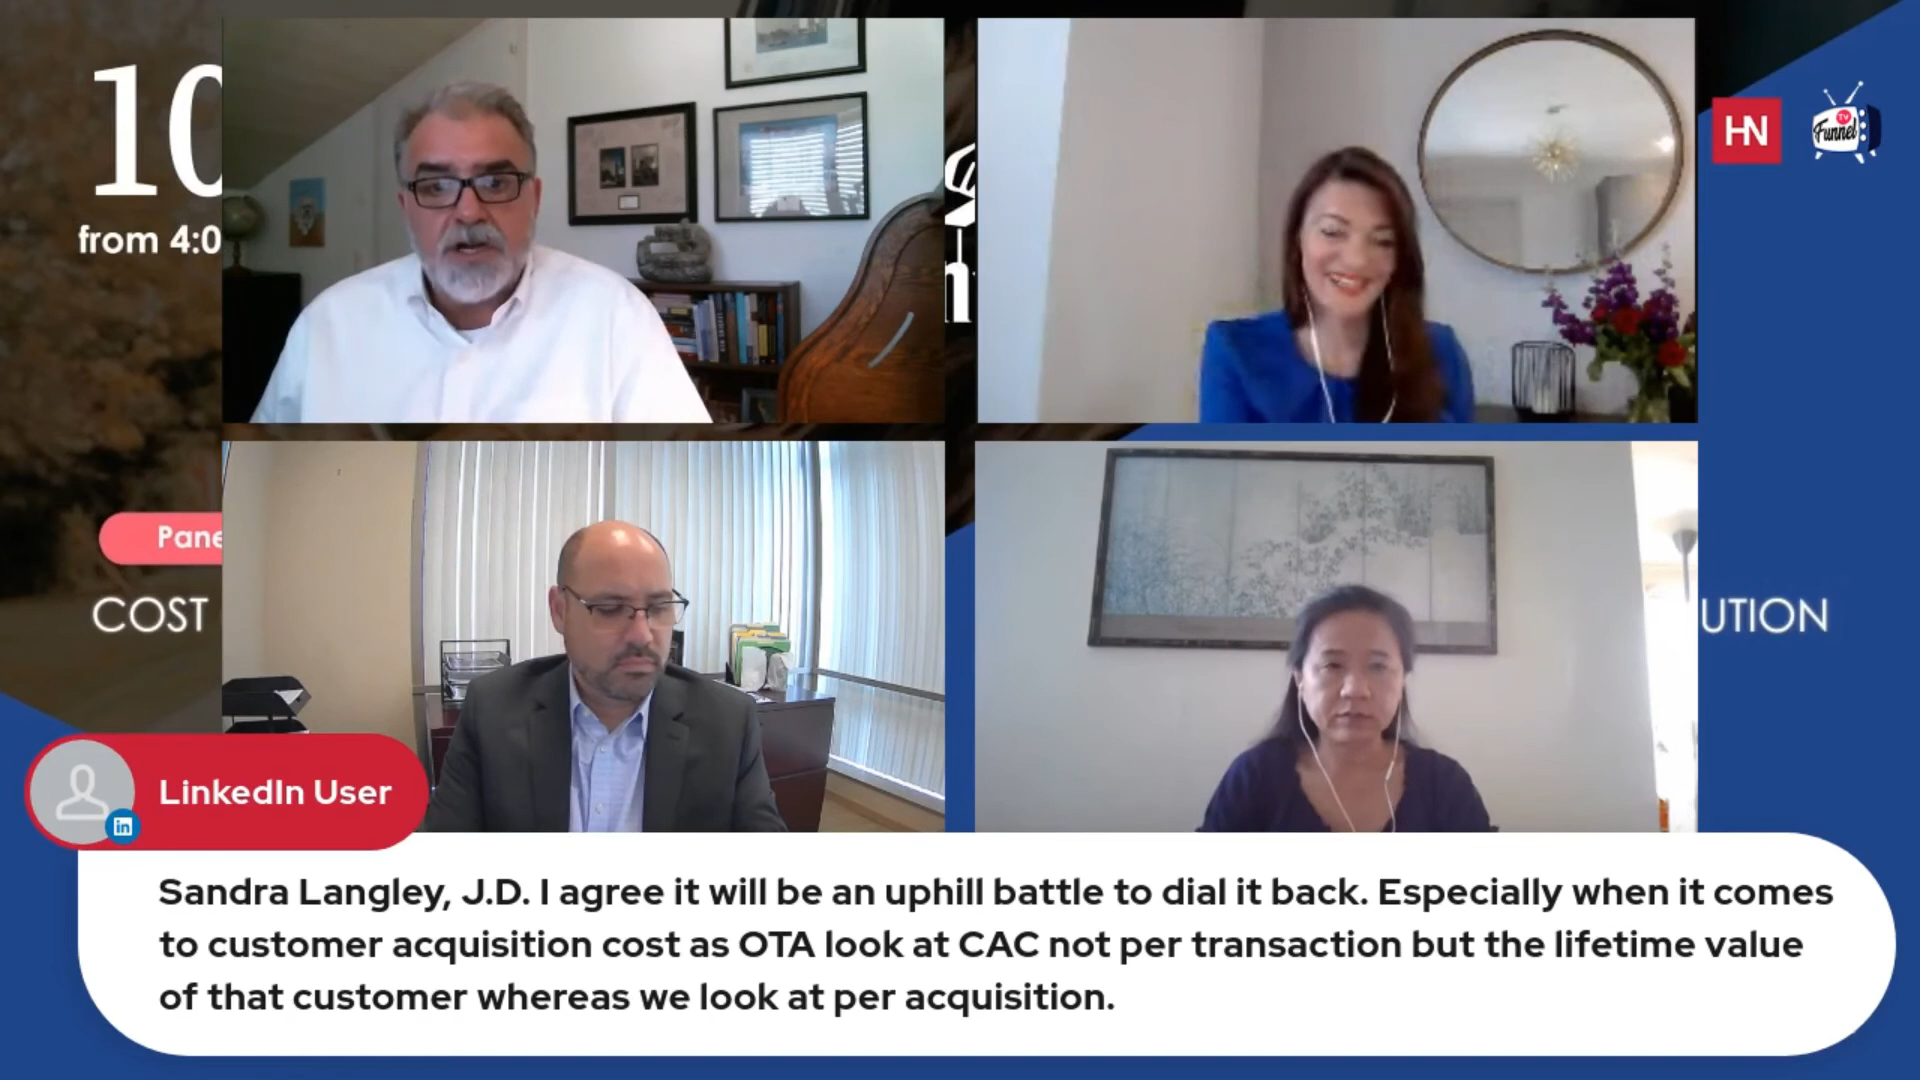 10
from 4:0
HN
TV
Funnel
Pane
COST
UTION
LinkedIn User
in
Sandra Langley, J.D. I agree it will be an uphill battle to dial it back. Especially when it comes
to customer acquisition cost as OTA look at CAC not per transaction but the lifetime value
of that customer whereas we look at per acquisition.